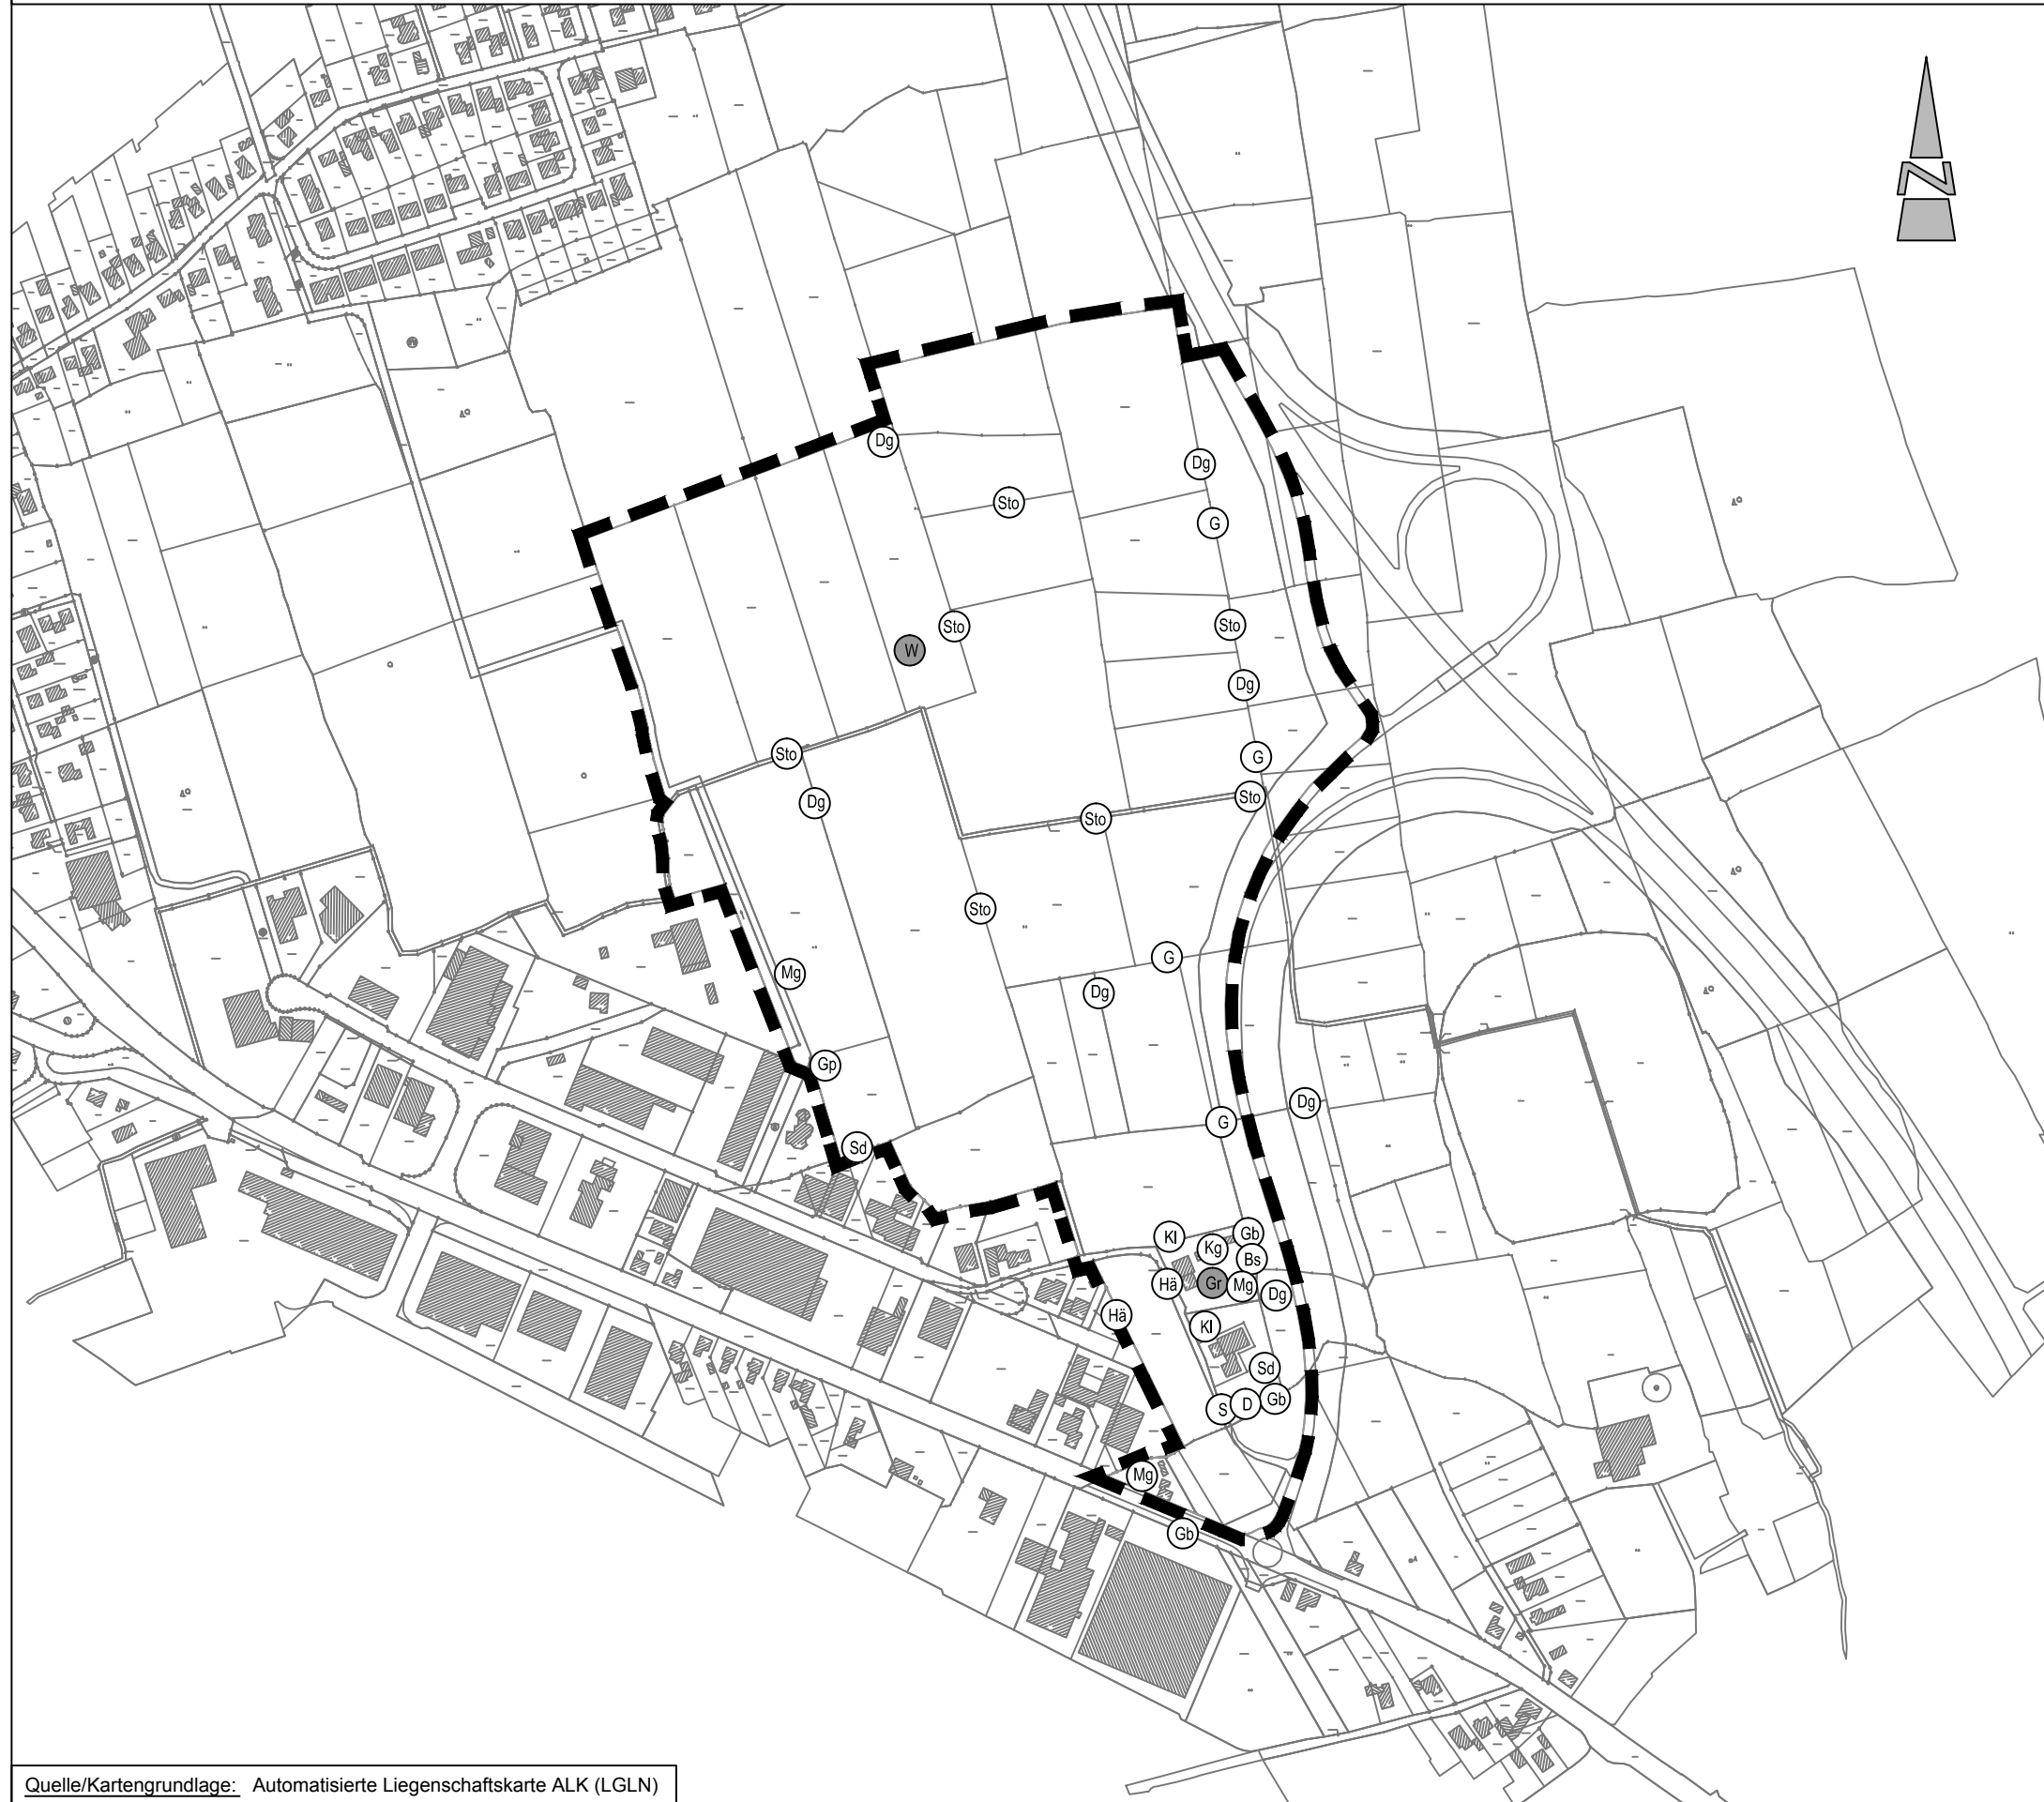 N
Dg
Dg
Sto
G
Sto
Sto
W
Dg
Sto
G
Sto
Dg
Sto
Sto
G
Mg
Dg
Gp
Dg
G
Sd
Kl
Gb
Kg
Bs
Hä
Gr
Mg
Dg
Hä
Kl
Sd
S
D
Gb
Mg
Gb
Quelle/Kartengrundlage: Automatisierte Liegenschaftskarte ALK (LGLN)